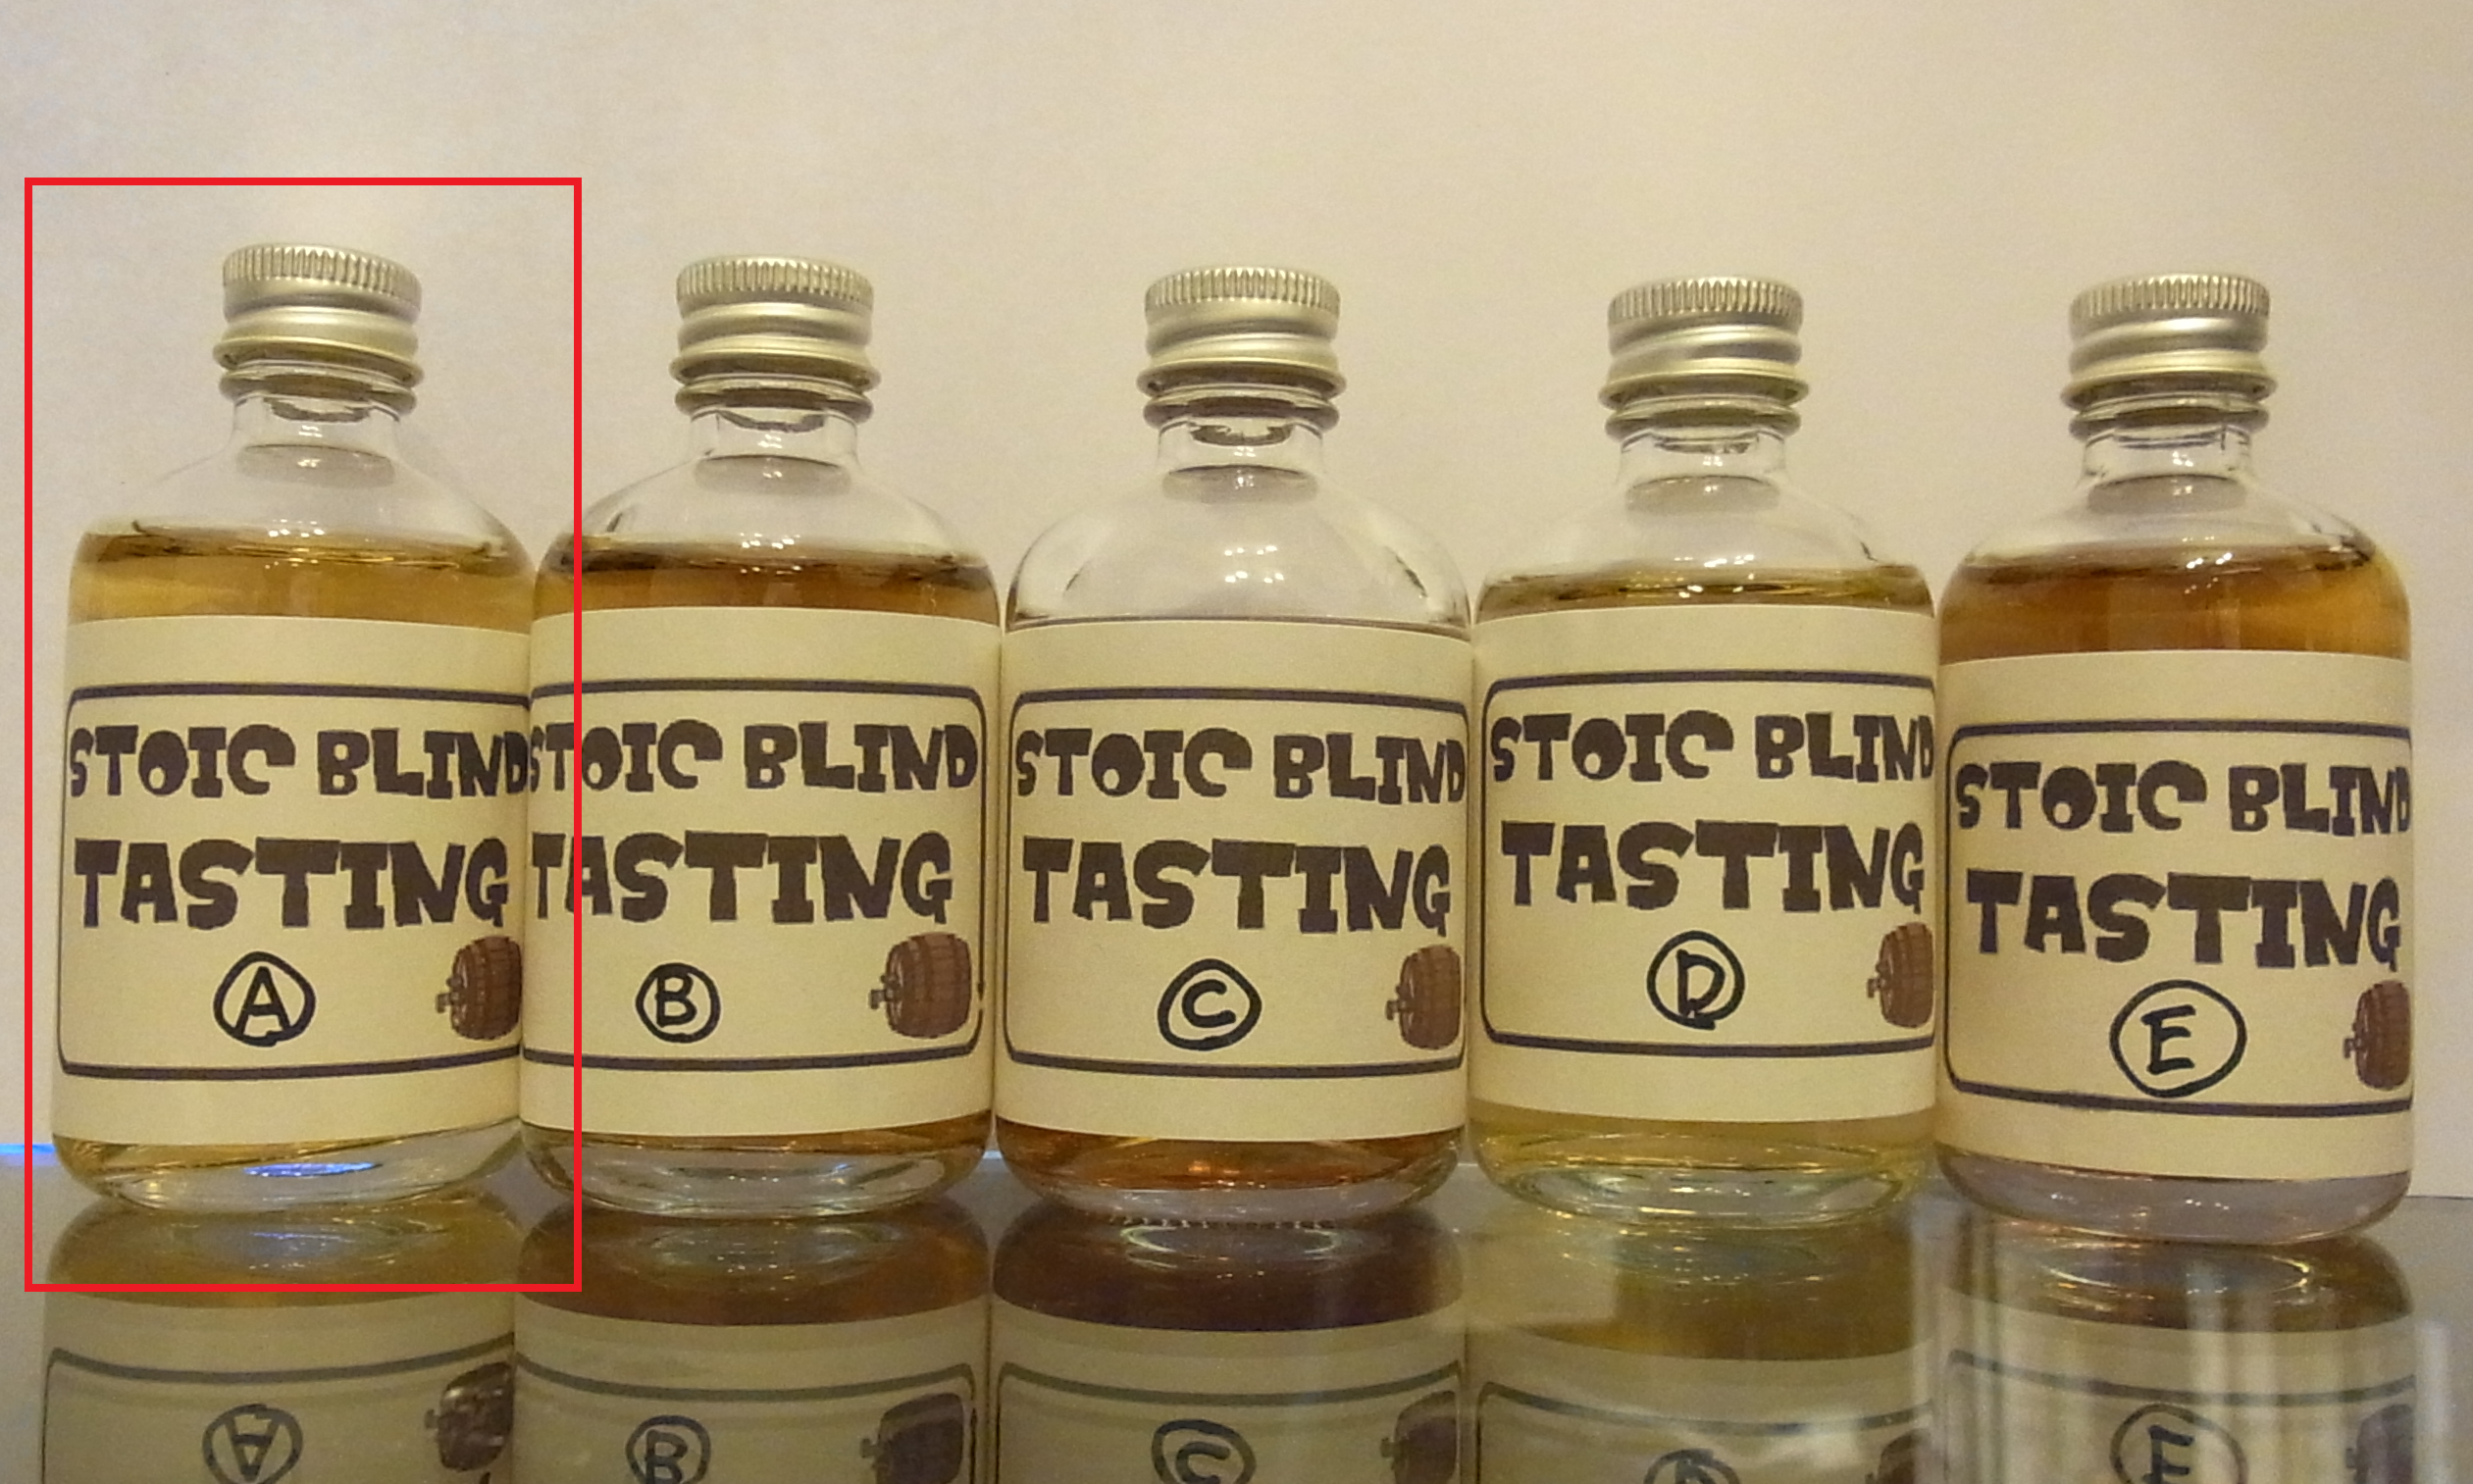 STOIC BLIND
TASTING
A
STOIC BLIND
TASTING
B
STOIC BLIND
TASTING
C
STOIC BLIND
TASTING
D
STOIC BLIND
TASTING
E